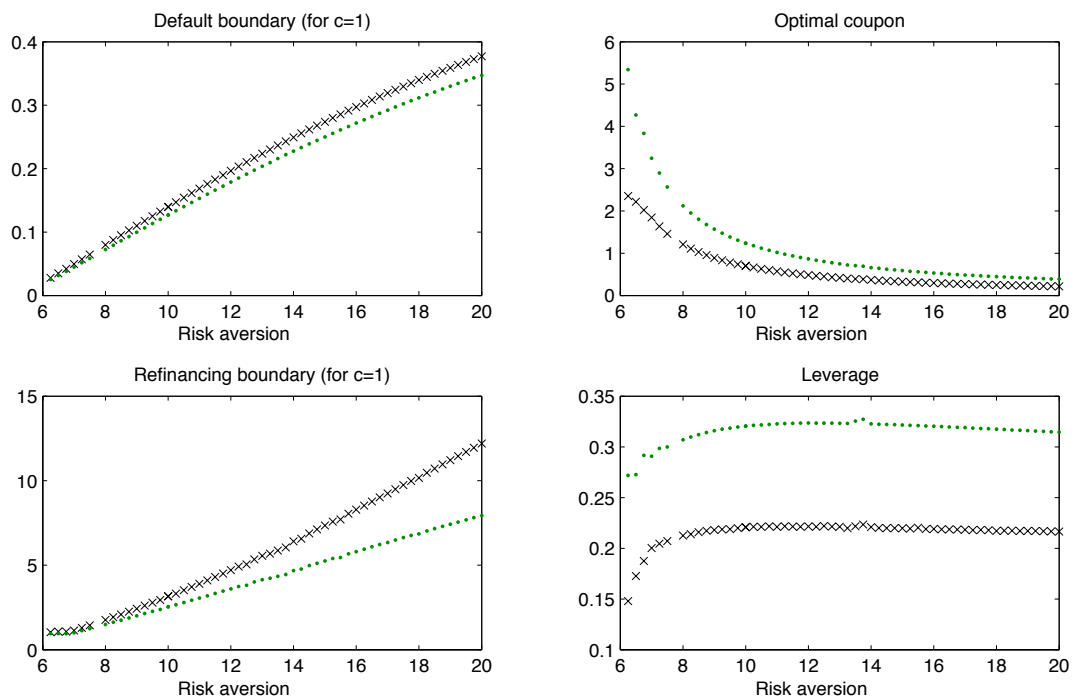 Default boundary (for c=1)
0.4
0.3
0.2
0.1
0
6 8 10 12 14 16 18 20
Risk aversion
Optimal coupon
6
5
4
3
2
1
0
6 8 10 12 14 16 18 20
Risk aversion
Refinancing boundary (for c=1)
15
10
5
0
6 8 10 12 14 16 18 20
Risk aversion
Leverage
0.35
0.3
0.25
0.2
0.15
0.1
6 8 10 12 14 16 18 20
Risk aversion